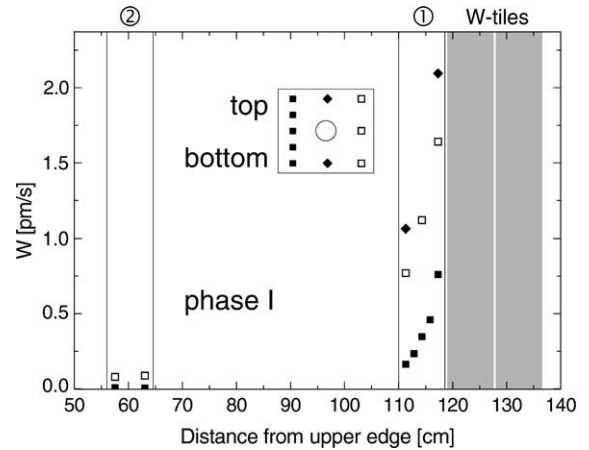 ② ① W-tiles
2.0
top
bottom
1.5
W [pm/s]
1.0
phase I
0.5
0.0
50 60 70 80 90 100 110 120 130 140
Distance from upper edge [cm]